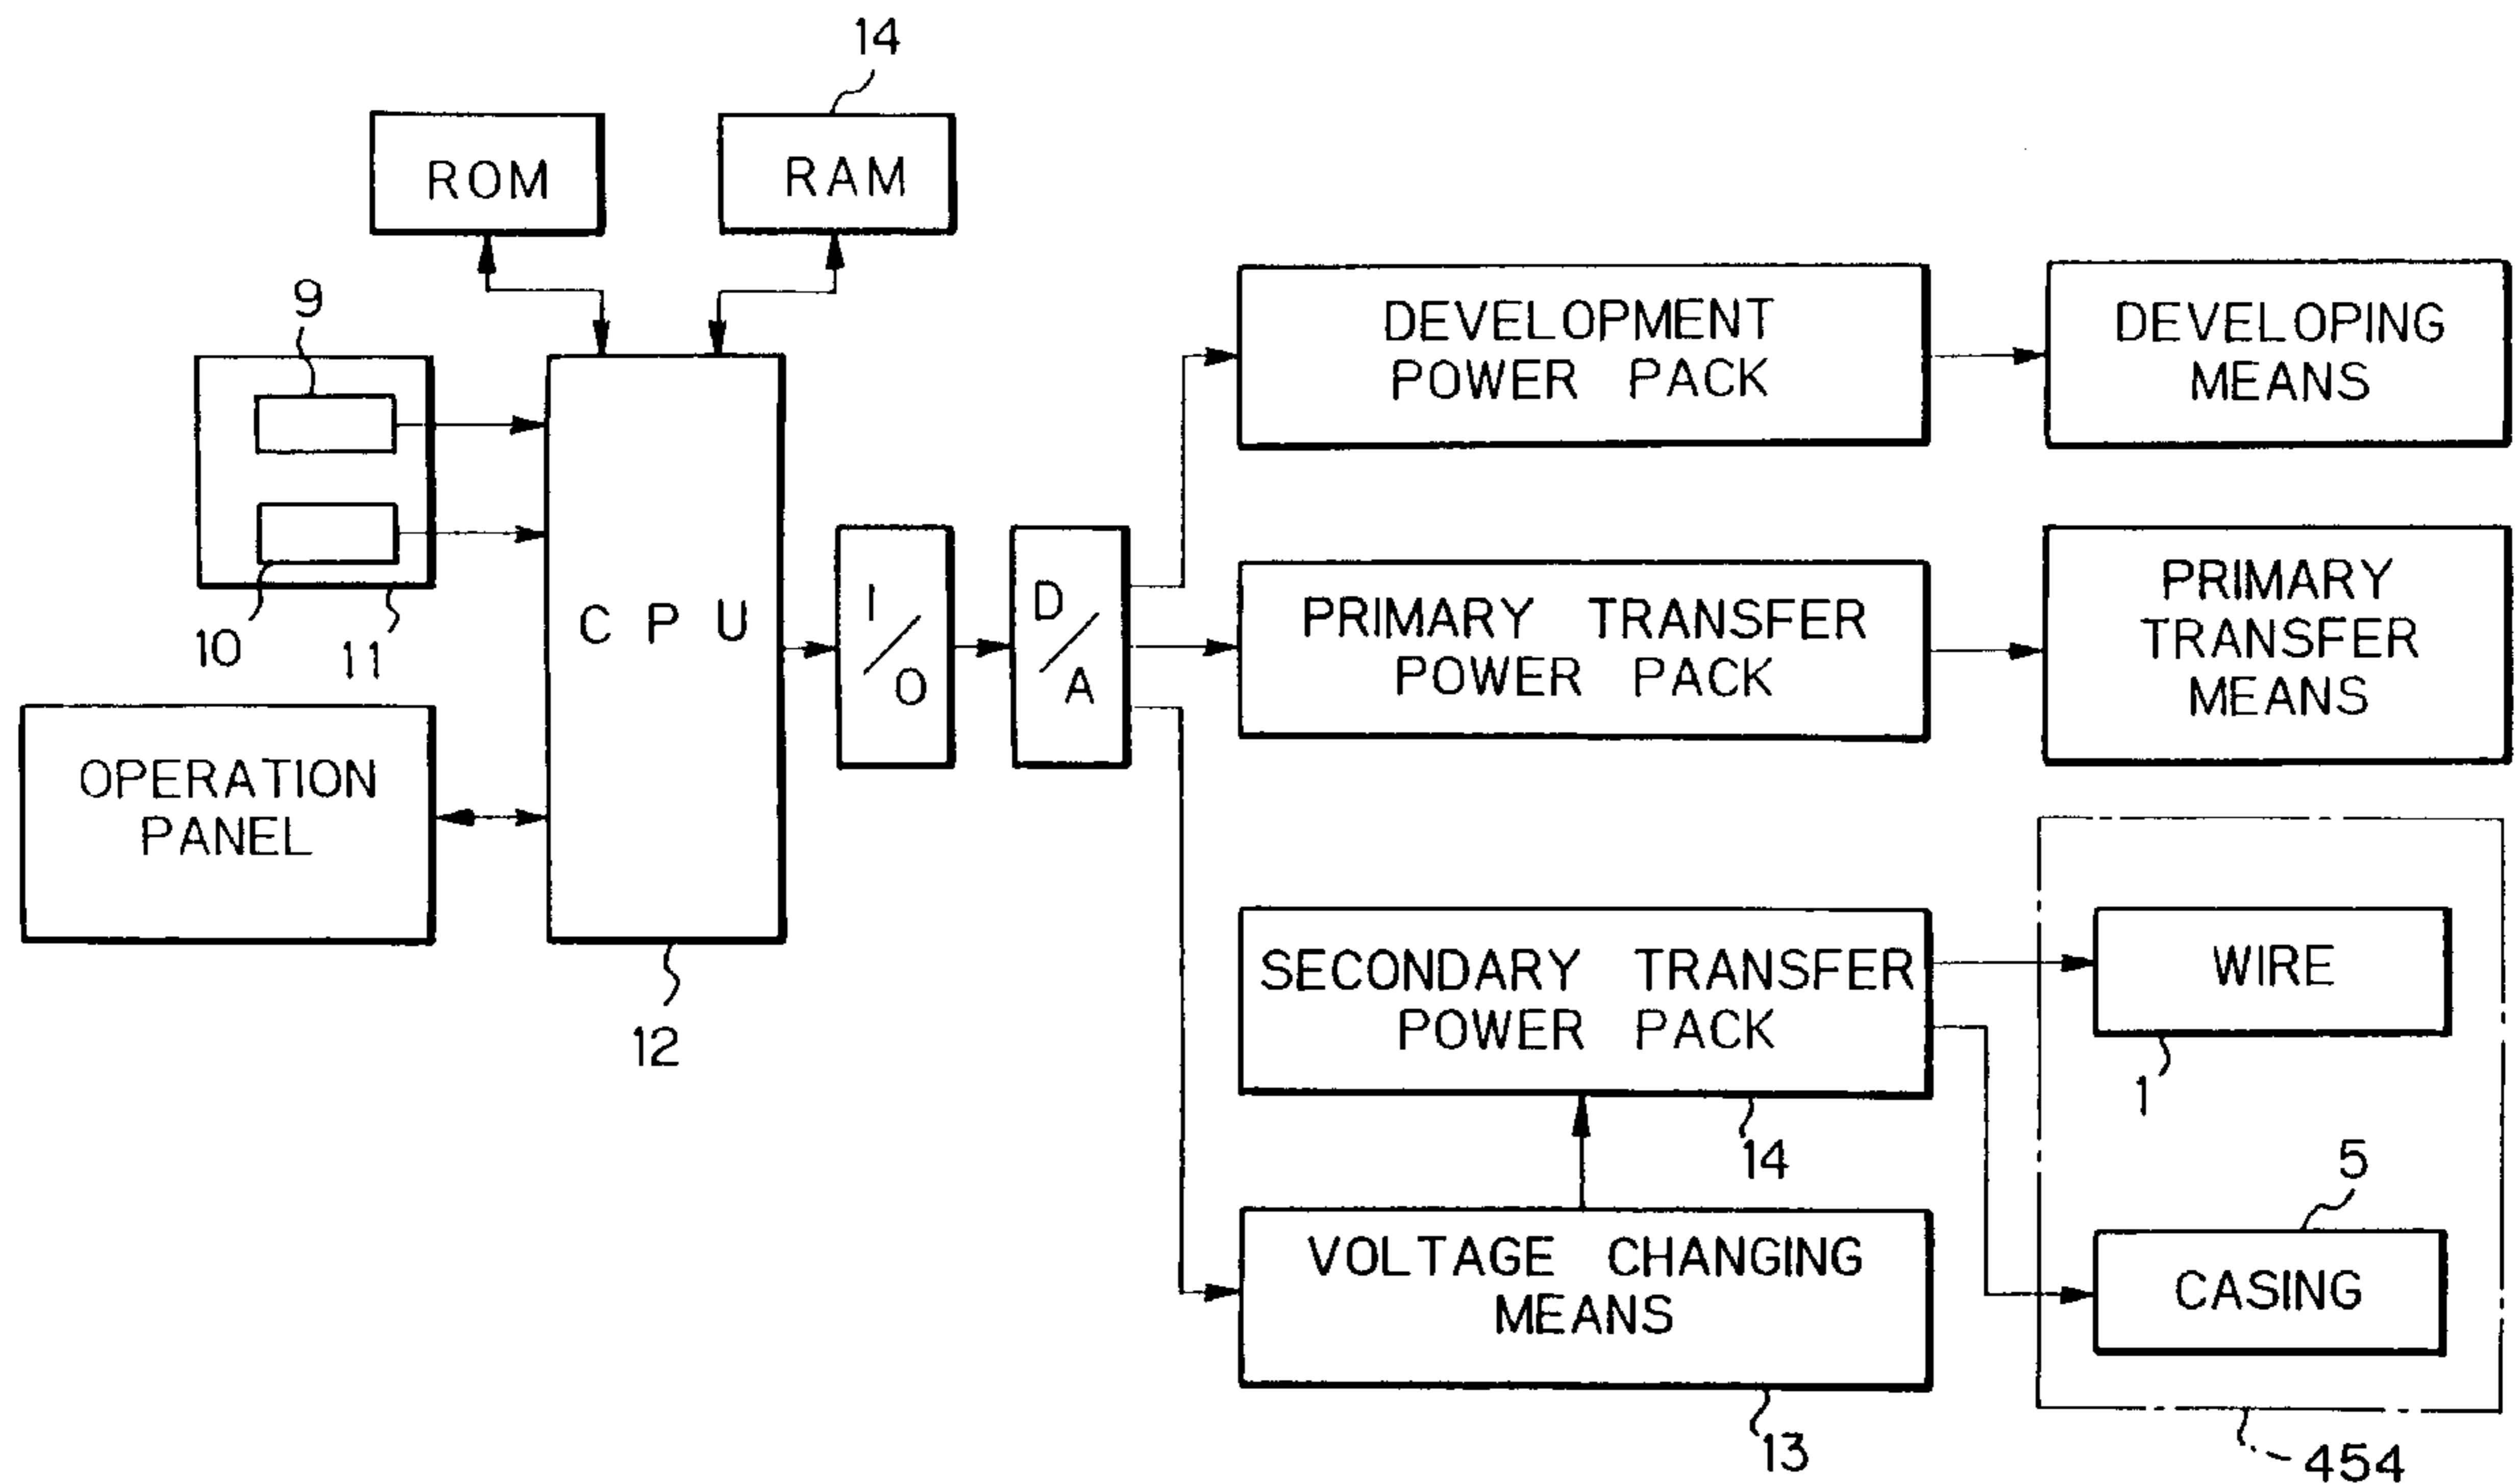 14
ROM
RAM
9
10
11
OPERATION
PANEL
CPU
12
I/O
D/A
DEVELOPMENT
POWER PACK
DEVELOPING
MEANS
PRIMARY TRANSFER
POWER PACK
PRIMARY
TRANSFER
MEANS
SECONDARY TRANSFER
POWER PACK
14
WIRE
1
5
CASING
VOLTAGE CHANGING
MEANS
13
454